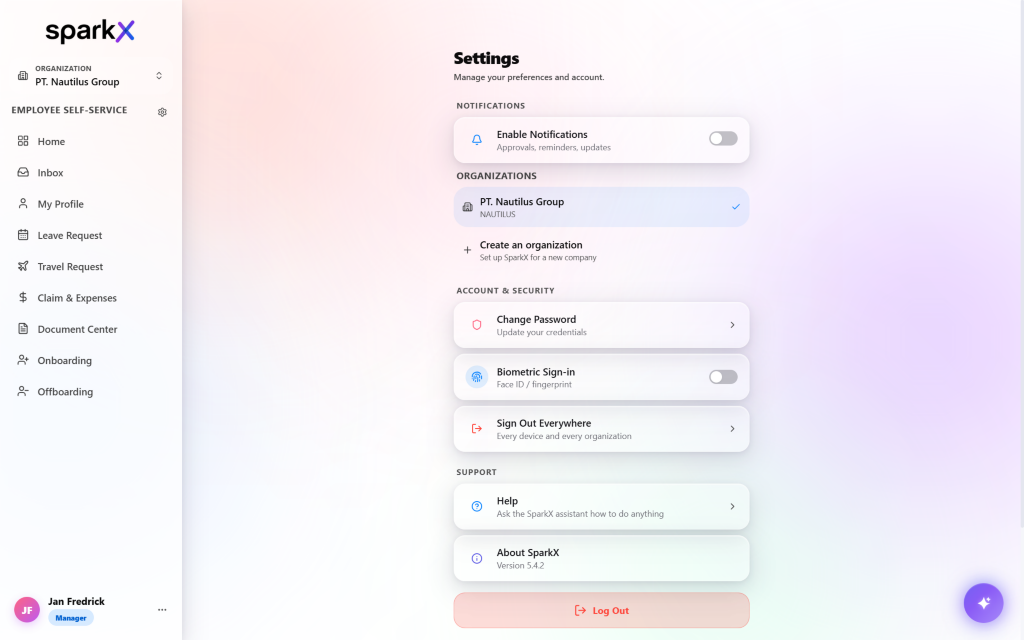 sparkX
ORGANIZATION
PT. Nautilus Group
EMPLOYEE SELF-SERVICE
Home
Inbox
My Profile
Leave Request
Travel Request
Claim & Expenses
Document Center
Onboarding
Offboarding
JF
Jan Fredrick
Manager
Settings
Manage your preferences and account.
NOTIFICATIONS
Enable Notifications
Approvals, reminders, updates
ORGANIZATIONS
PT. Nautilus Group
NAUTILUS
Create an organization
Set up SparkX for a new company
ACCOUNT & SECURITY
Change Password
Update your credentials
Biometric Sign-in
Face ID / fingerprint
Sign Out Everywhere
Every device and every organization
SUPPORT
Help
Ask the SparkX assistant how to do anything
About SparkX
Version 5.4.2
Log Out